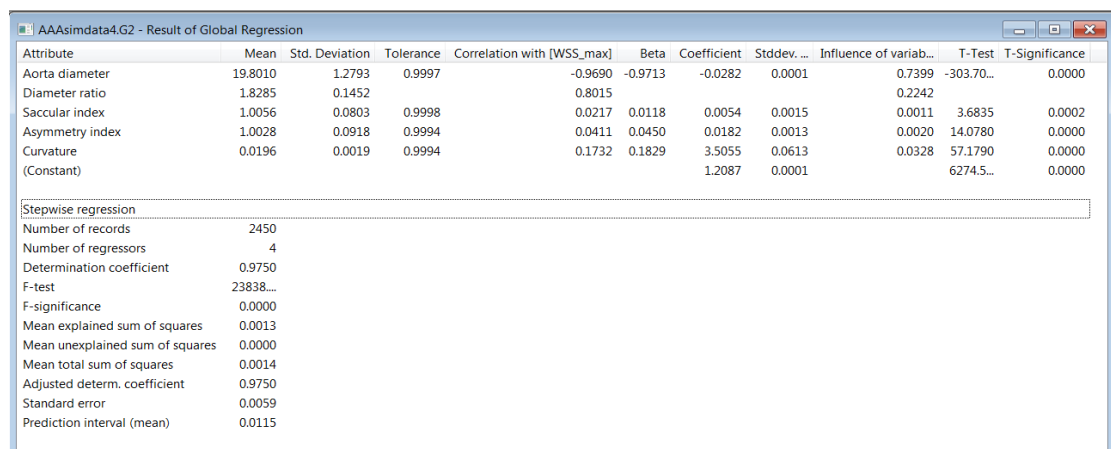 AAAsimdata4.G2 - Result of Global Regression
Attribute Mean Std. Deviation Tolerance Correlation with [WSS_max] Beta Coefficient Stddev. ... Influence of variab... T-Test T-Significance
Aorta diameter 19.8010 1.2793 0.9997 -0.9690 -0.9713 -0.0282 0.0001 0.7399 -303.70... 0.0000
Diameter ratio 1.8285 0.1452 0.8015 0.2242
Saccular index 1.0056 0.0803 0.9998 0.0217 0.0118 0.0054 0.0015 0.0011 3.6835 0.0002
Asymmetry index 1.0028 0.0918 0.9994 0.0411 0.0450 0.0182 0.0013 0.0020 14.0780 0.0000
Curvature 0.0196 0.0019 0.9994 0.1732 0.1829 3.5055 0.0613 0.0328 57.1790 0.0000
(Constant) 1.2087 0.0001 6274.5... 0.0000
Stepwise regression
Number of records 2450
Number of regressors 4
Determination coefficient 0.9750
F-test 23838....
F-significance 0.0000
Mean explained sum of squares 0.0013
Mean unexplained sum of squares 0.0000
Mean total sum of squares 0.0014
Adjusted determ. coefficient 0.9750
Standard error 0.0059
Prediction interval (mean) 0.0115